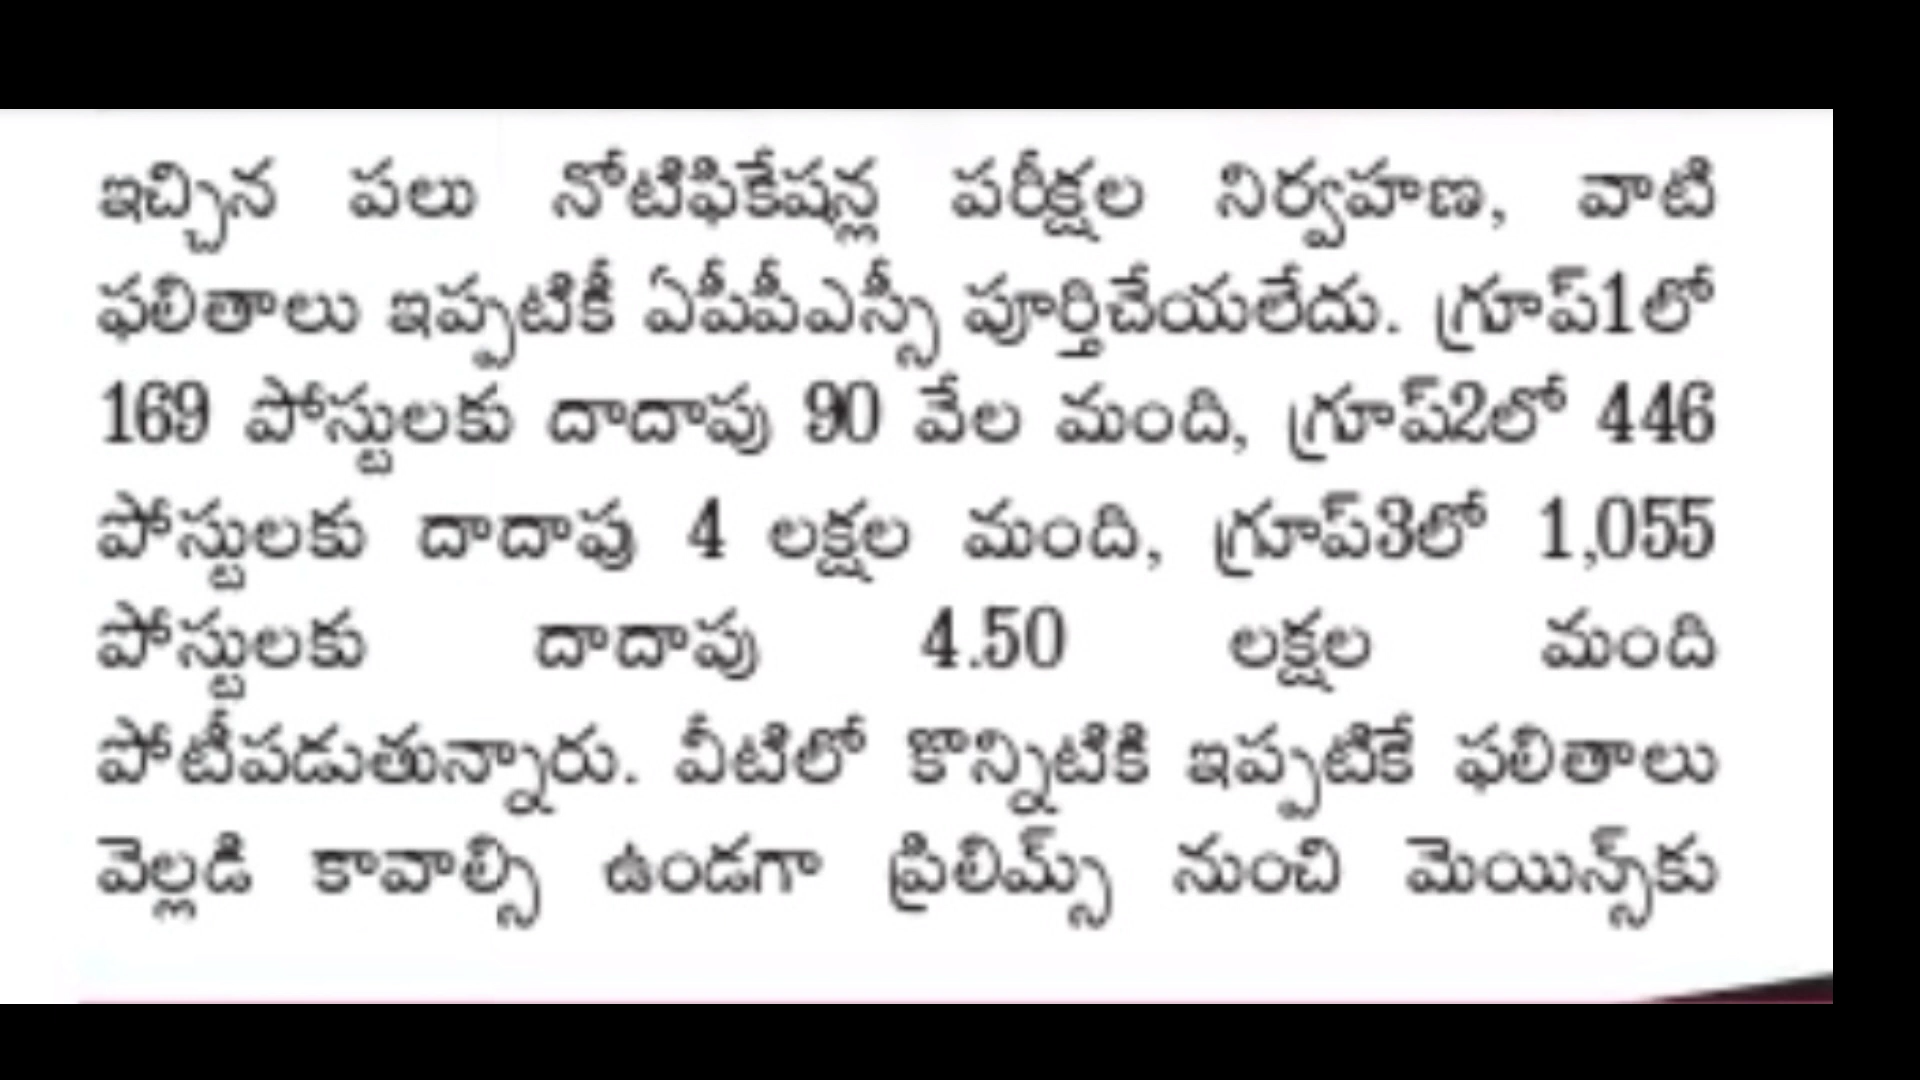 ఇచ్చిన పలు నోటిఫికేషన్ల పరీక్షల నిర్వహణ, వాటి
ఫలితాలు ఇప్పటికీ ఏపీపీఎస్సీ పూర్తిచేయలేదు. గ్రూప్1లో
169 పోస్టులకు దాదాపు 90 వేల మంది, గ్రూప్2లో 446
పోస్టులకు దాదాపు 4 లక్షల మంది, గ్రూప్3లో 1,055
పోస్టులకు దాదాపు 4.50 లక్షల మంది
పోటీపడుతున్నారు. వీటిలో కొన్నిటికి ఇప్పటికే ఫలితాలు
వెల్లడి కావాల్సి ఉండగా ప్రిలిమ్స్ నుంచి మెయిన్స్‌కు